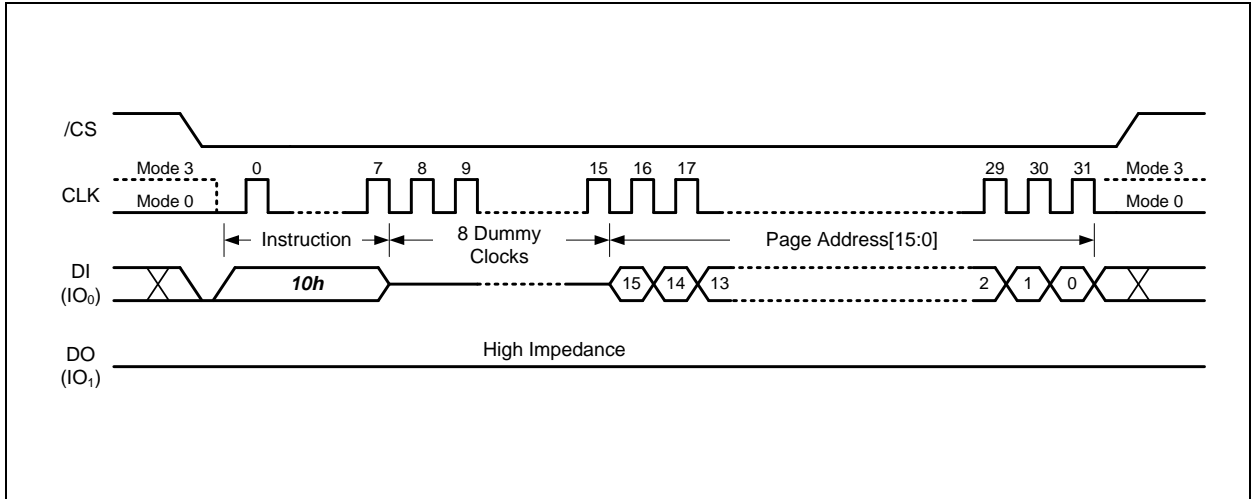 /CS
Mode 3 0 7 8 9 15 16 17 29 30 31 Mode 3
CLK
Mode 0 Mode 0
Instruction 8 Dummy Page Address[15:0]
Clocks
DI 10h 15 14 13 2 1 0
(IO₀)
High Impedance
DO
(IO₁)